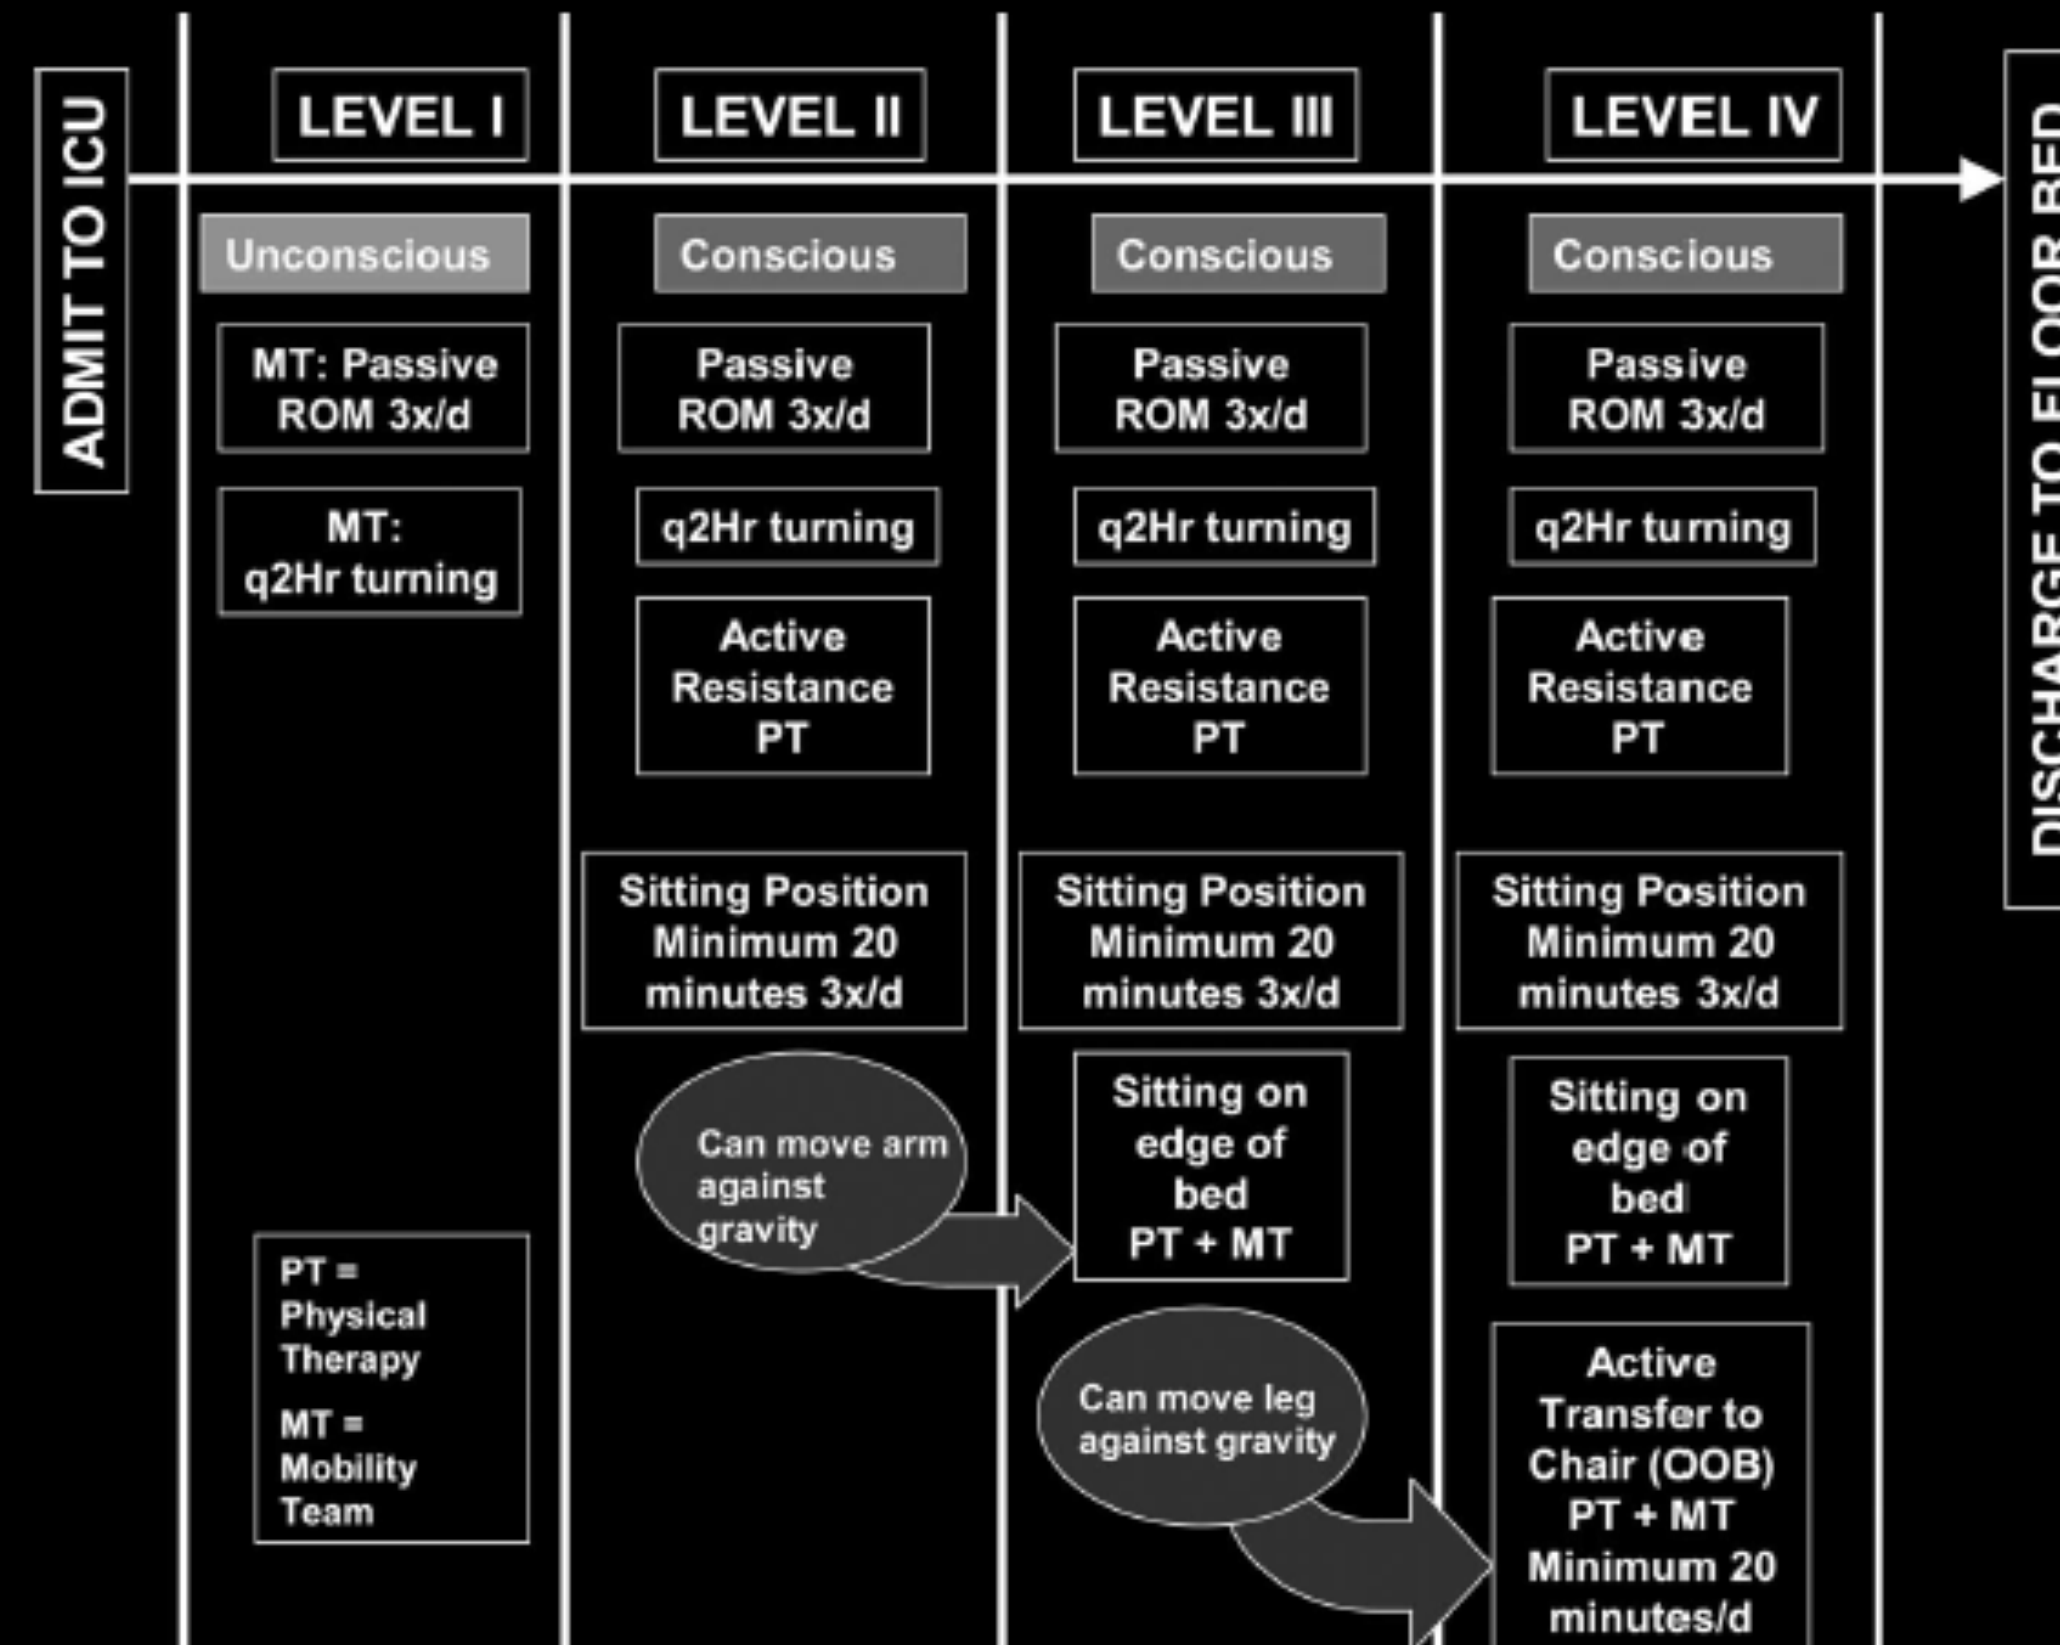 ADMIT TO ICU
LEVEL I
Unconscious
MT: Passive
ROM 3x/d
MT:
q2Hr turning
PT =
Physical
Therapy
MT =
Mobility
Team
LEVEL II
Conscious
Passive
ROM 3x/d
q2Hr turning
Active
Resistance
PT
Sitting Position
Minimum 20
minutes 3x/d
Can move arm
against
gravity
LEVEL III
Conscious
Passive
ROM 3x/d
q2Hr turning
Active
Resistance
PT
Sitting Position
Minimum 20
minutes 3x/d
Sitting on
edge of
bed
PT + MT
Can move leg
against gravity
LEVEL IV
Conscious
Passive
ROM 3x/d
q2Hr turning
Active
Resistance
PT
Sitting Position
Minimum 20
minutes 3x/d
Sitting on
edge of
bed
PT + MT
Active
Transfer to
Chair (OOB)
PT + MT
Minimum 20
minutes/d
DISCHARGE TO FLOOR BED